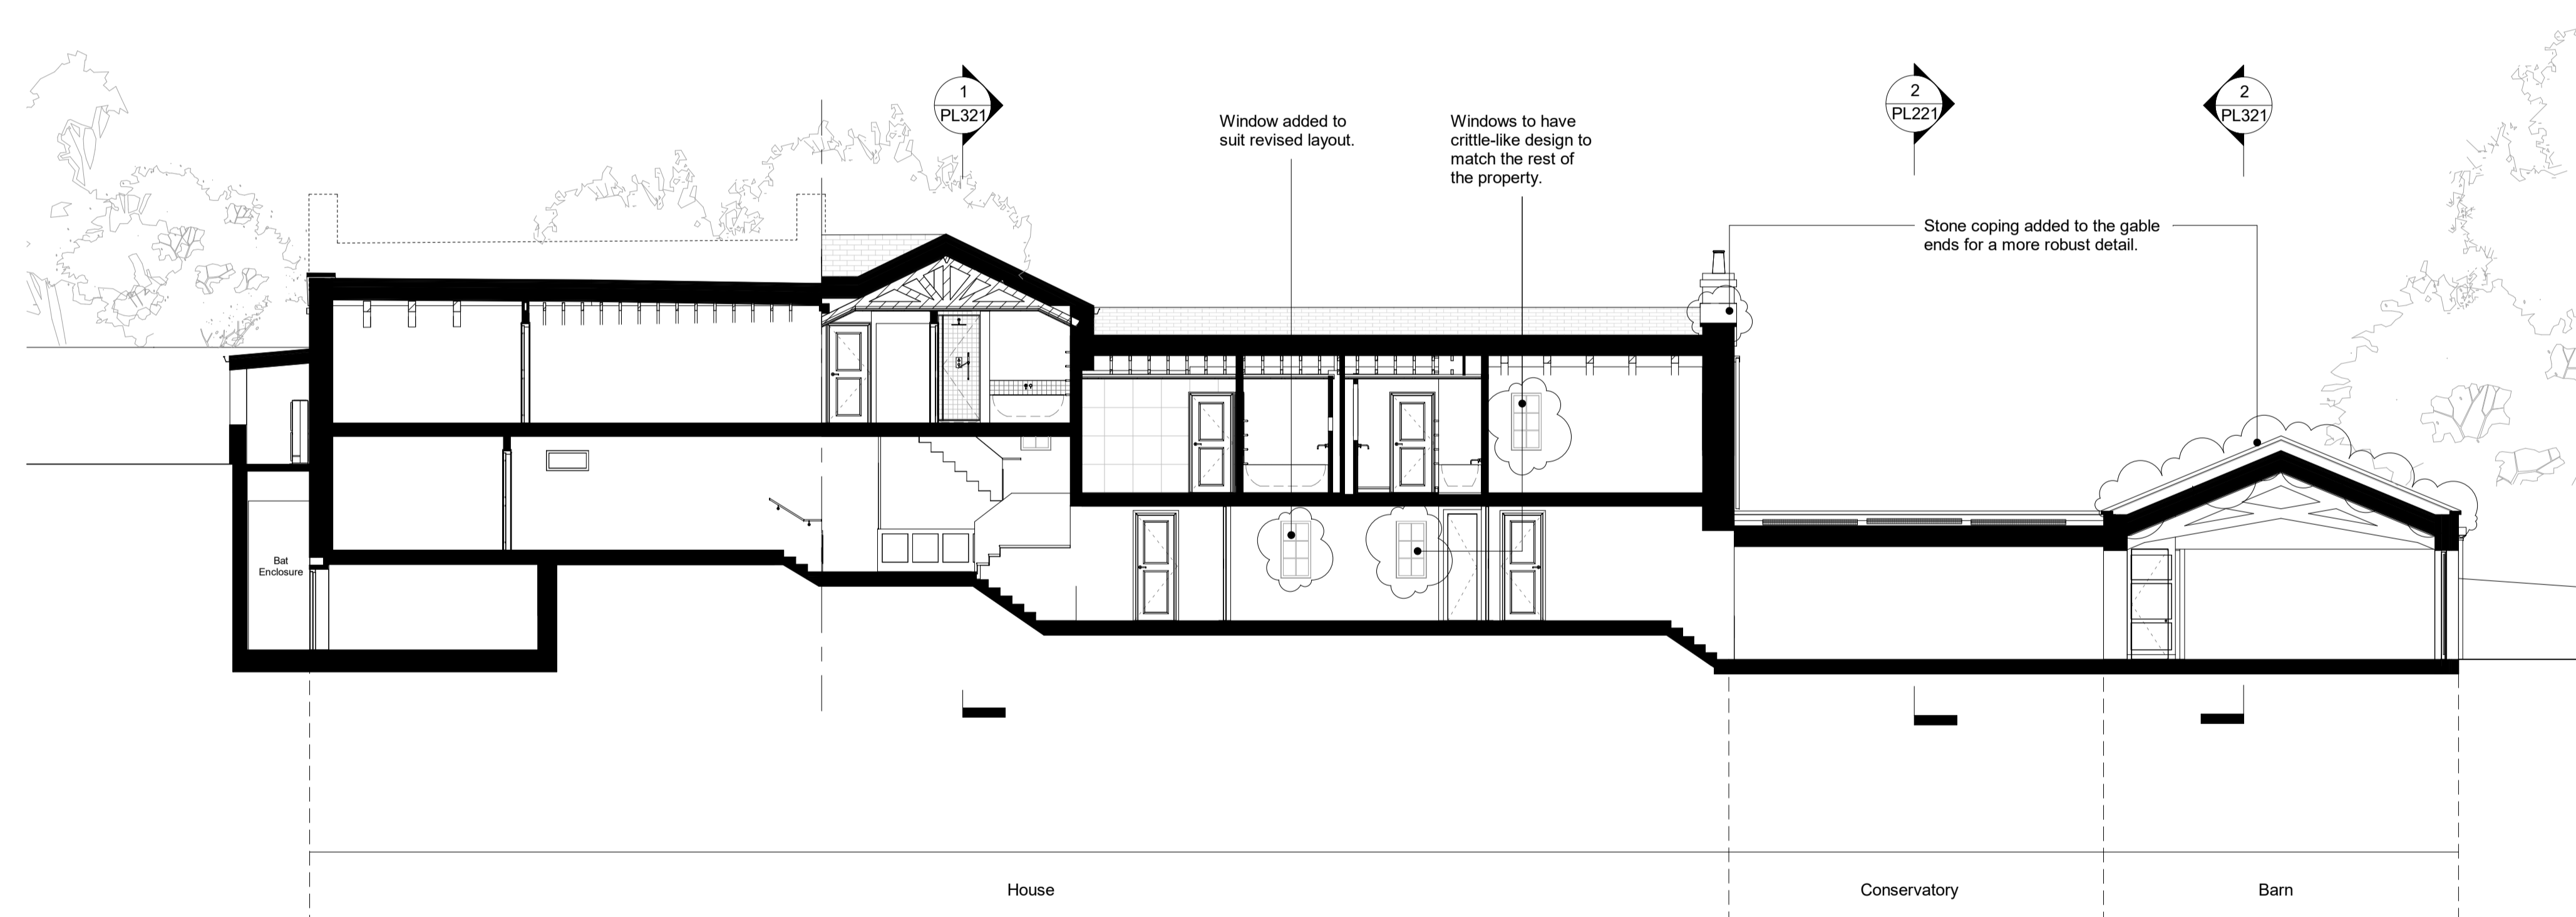 1
PL321
2
PL221
2
PL321
Window added to
suit revised layout.
Windows to have
crittle-like design to
match the rest of
the property.
Stone coping added to the gable
ends for a more robust detail.
Bat
Enclosure
House
Conservatory
Barn